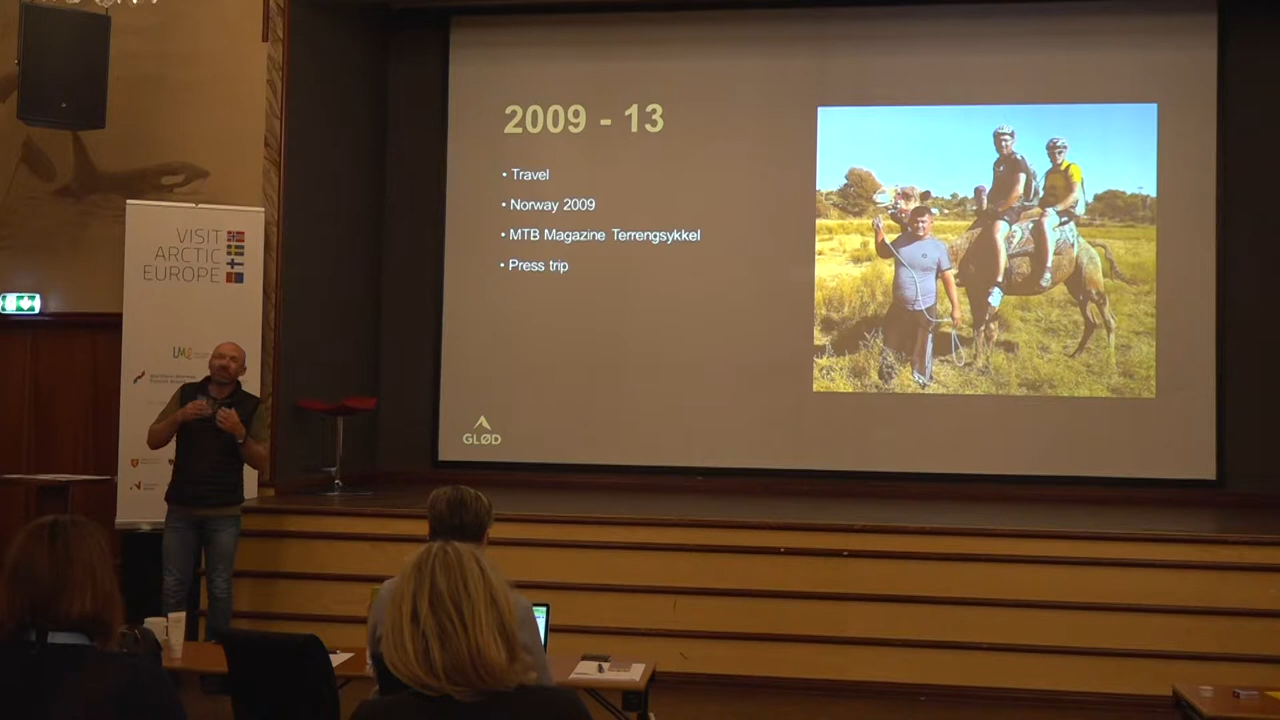 2009 - 13
• Travel
• Norway 2009
• MTB Magazine Terrengsykkel
• Press trip
GLØD
VISIT
ARCTIC
EUROPE